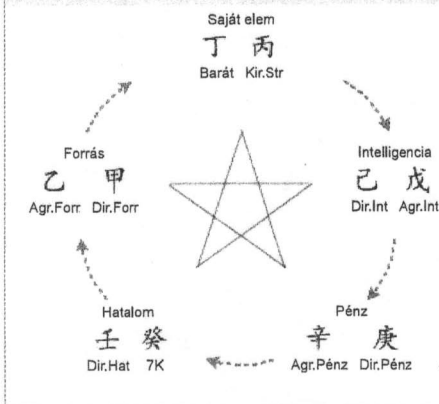 Saját elem
丁 丙
Barát Kir.Str
Forrás
乙 甲
Agr.Forr Dir.Forr
Intelligencia
己 戊
Dir.Int Agr.Int
Hatalom
壬 癸
Dir.Hat 7K
Pénz
辛 庚
Agr.Pénz Dir.Pénz